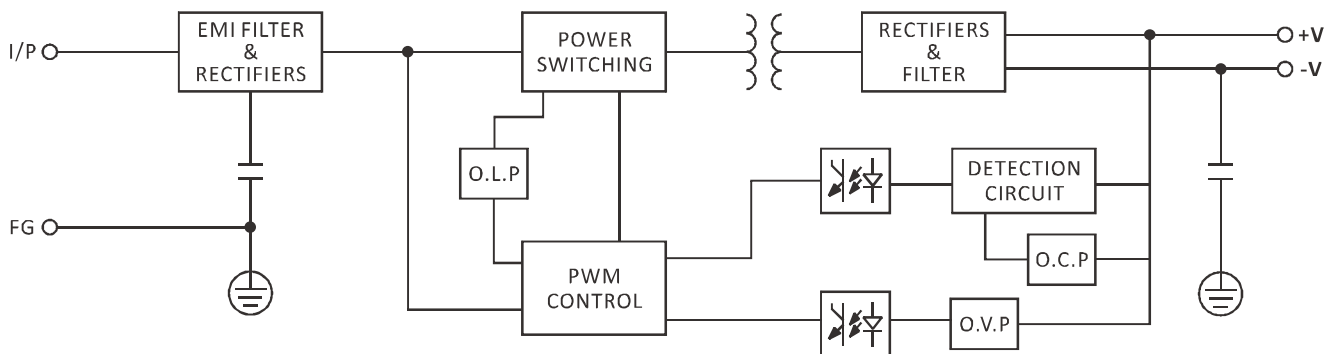 I/P
EMI FILTER
&
RECTIFIERS
POWER
SWITCHING
RECTIFIERS
&
FILTER
+V
-V
O.L.P
DETECTION
CIRCUIT
FG
O.C.P
PWM
CONTROL
O.V.P